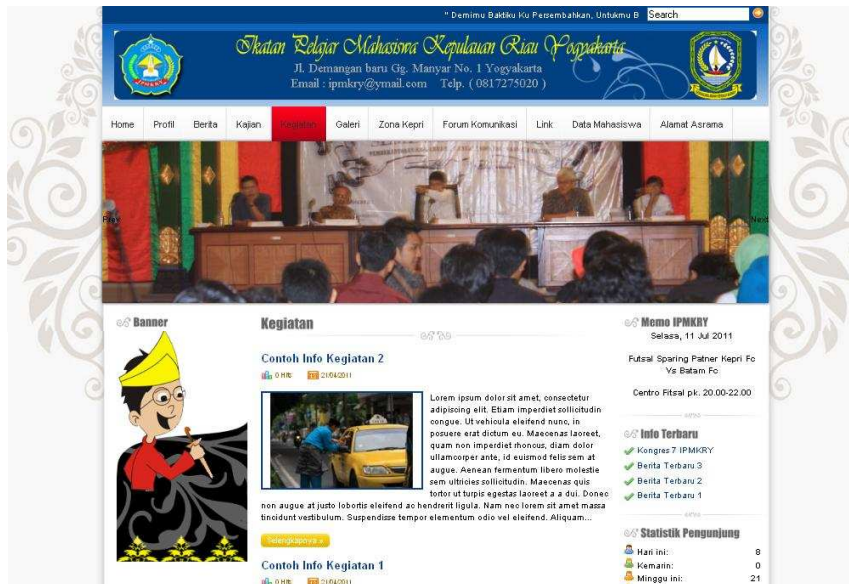 " Demimu Baktiku Ku Persembahkan, Untukmu B
Search
Ikatan Pelajar Mahasiswa Kepulauan Riau Yogyakarta
Jl. Demangan baru Gg. Manyar No. 1 Yogyakarta
Email : ipmkry@ymail.com Telp. ( 0817275020 )
Home Profil Berita Kajian Kegiatan Galeri Zona Kepri Forum Komunikasi Link Data Mahasiswa Alamat Asrama
Prev
Next
Banner
Kegiatan
Contoh Info Kegiatan 2
0 Hits 21/04/2011
Lorem ipsum dolor sit amet, consectetur
adipiscing elit. Etiam imperdiet sollicitudin
congue. Ut vehicula eleifend nunc, in
posuere erat dictum eu. Maecenas laoreet,
quam non imperdiet rhoncus, diam dolor
ullamcorper ante, id euismod felis sem at
augue. Aenean fermentum libero molestie
sem ultricies sollicitudin. Maecenas quis
tortor ut turpis egestas laoreet a a dui. Donec
non augue at justo lobortis eleifend ac hendrerit ligula. Nam nec lorem sit amet massa
tincidunt vestibulum. Suspendisse tempor elementum odio vel eleifend. Aliquam...
Selengkapnya »
Contoh Info Kegiatan 1
0 Hits 21/04/2011
Memo IPMKRY
Selasa, 11 Jul 2011
Futsal Sparing Patner Kepri Fc
Vs Batam Fc
Centro Fitsal pk. 20.00-22.00
Info Terbaru
Kongres 7 IPMKRY
Berita Terbaru 3
Berita Terbaru 2
Berita Terbaru 1
Statistik Pengunjung
Hari ini: 8
Kemarin: 0
Minggu ini: 21